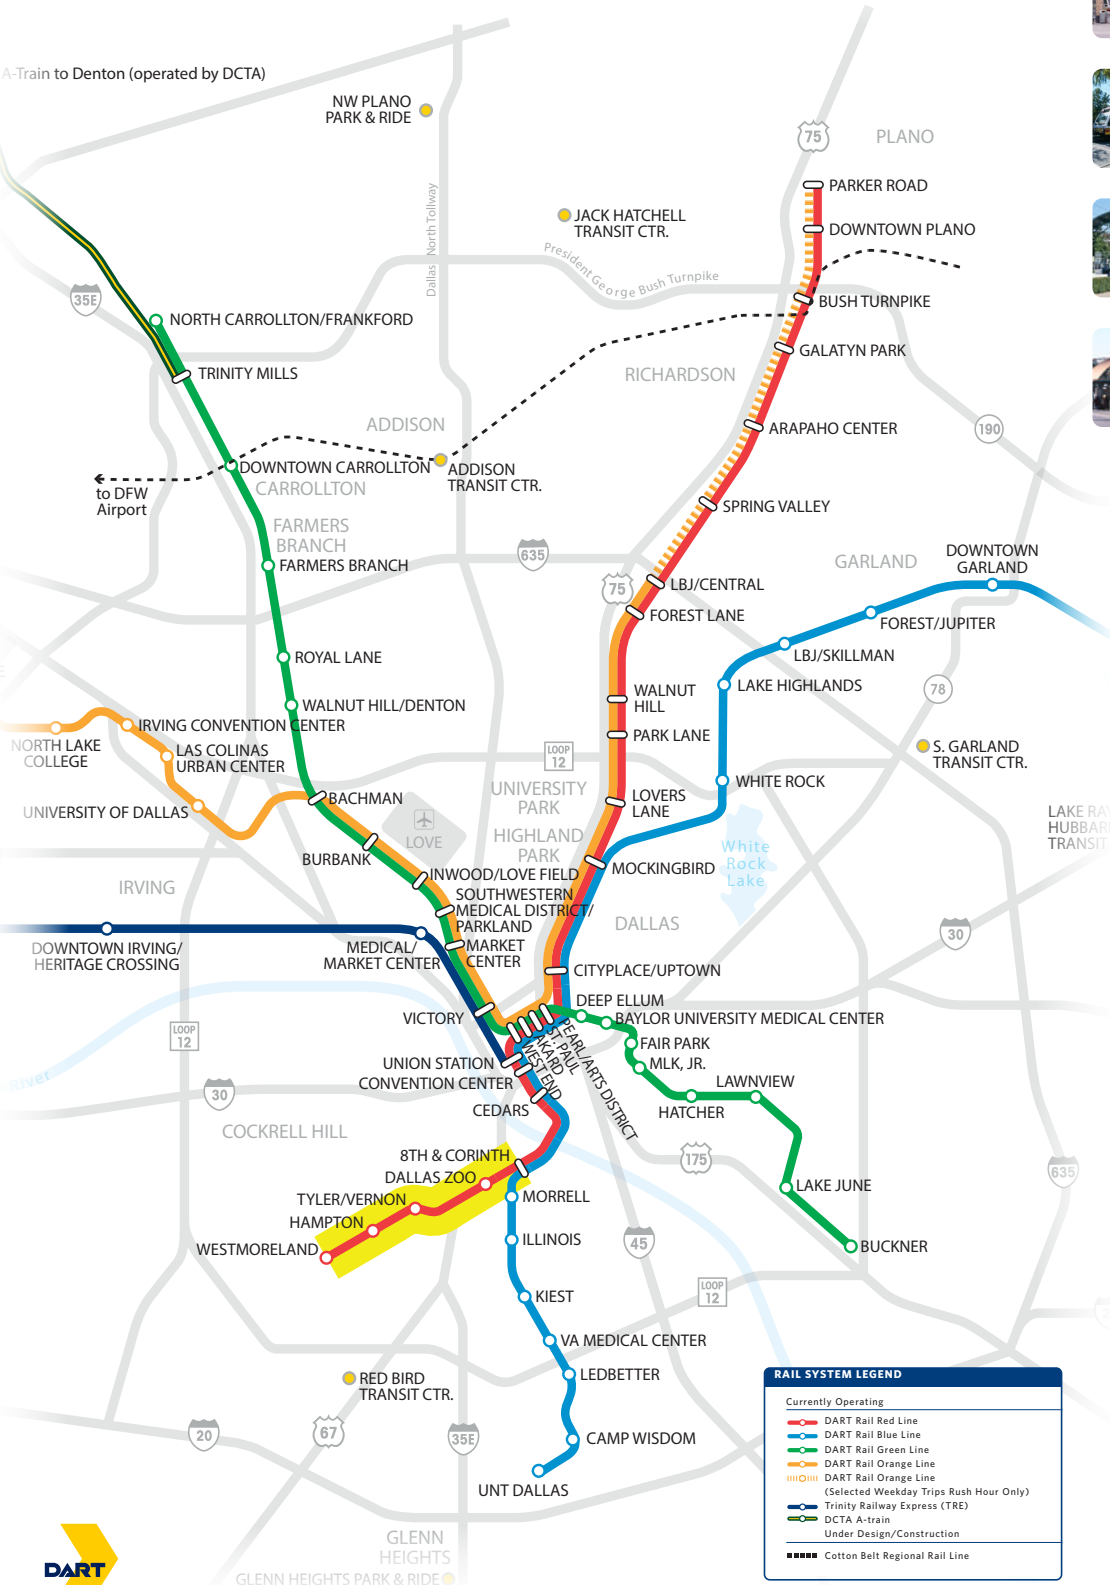 A-Train to Denton (operated by DCTA)
NW PLANO
PARK & RIDE
75
PLANO
PARKER ROAD
JACK HATCHELL
TRANSIT CTR.
DOWNTOWN PLANO
Dallas North Tollway
President George Bush Turnpike
35E
BUSH TURNPIKE
NORTH CARROLLTON/FRANKFORD
GALATYN PARK
TRINITY MILLS
RICHARDSON
ADDISON
ARAPAHO CENTER
190
DOWNTOWN CARROLLTON
ADDISON
TRANSIT CTR.
CARROLLTON
to DFW
Airport
SPRING VALLEY
FARMERS
BRANCH
635
GARLAND
DOWNTOWN
GARLAND
FARMERS BRANCH
75
LBJ/CENTRAL
FOREST LANE
FOREST/JUPITER
ROYAL LANE
LBJ/SKILLMAN
LAKE HIGHLANDS
78
WALNUT
HILL
WALNUT HILL/DENTON
IRVING CONVENTION CENTER
PARK LANE
NORTH LAKE
COLLEGE
LAS COLINAS
URBAN CENTER
LOOP
12
S. GARLAND
TRANSIT CTR.
WHITE ROCK
UNIVERSITY
PARK
LOVERS
LANE
BACHMAN
UNIVERSITY OF DALLAS
LAKE RAY
HUBBARD
TRANSIT
LOVE
HIGHLAND
PARK
White
Rock
Lake
BURBANK
MOCKINGBIRD
INWOOD/LOVE FIELD
IRVING
SOUTHWESTERN
MEDICAL DISTRICT/
PARKLAND
DALLAS
30
DOWNTOWN IRVING/
HERITAGE CROSSING
MEDICAL/
MARKET CENTER
MARKET
CENTER
CITYPLACE/UPTOWN
DEEP ELLUM
VICTORY
BAYLOR UNIVERSITY MEDICAL CENTER
LOOP
12
FAIR PARK
PEARL/ARTS DISTRICT
ST. PAUL
AKARD
WEST END
UNION STATION
MLK, JR.
River
CONVENTION CENTER
LAWNVIEW
30
CEDARS
HATCHER
COCKRELL HILL
8TH & CORINTH
175
635
DALLAS ZOO
LAKE JUNE
TYLER/VERNON
MORRELL
HAMPTON
WESTMORELAND
ILLINOIS
45
BUCKNER
KIEST
LOOP
12
VA MEDICAL CENTER
RED BIRD
TRANSIT CTR.
LEDBETTER
20
67
35E
CAMP WISDOM
UNT DALLAS
GLENN
HEIGHTS
GLENN HEIGHTS PARK & RIDE
DART
RAIL SYSTEM LEGEND
Currently Operating
DART Rail Red Line
DART Rail Blue Line
DART Rail Green Line
DART Rail Orange Line
DART Rail Orange Line
(Selected Weekday Trips Rush Hour Only)
Trinity Railway Express (TRE)
DCTA A-train
Under Design/Construction
Cotton Belt Regional Rail Line